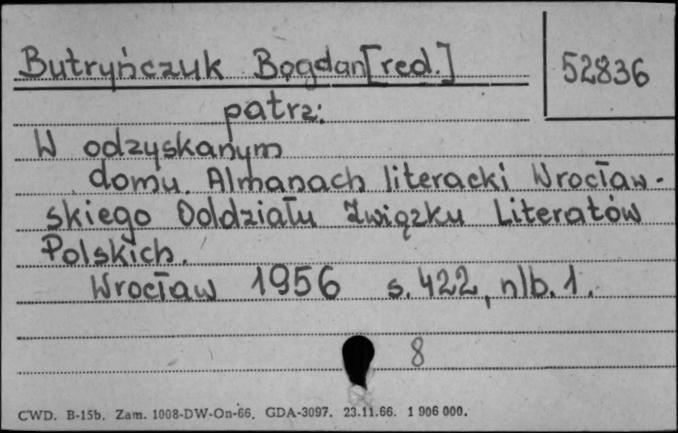 Butryńczuk Bogdan [red.]
52836
patrz:
W odzyskanym
domu. Almanach literacki Wrocław-
skiego Oddziału Związku Literatów
Polskich.
Wrocław 1956 s. 422, nlb. 1.
8
CWD. B-15b. Zam. 1008-DW-On-66. GDA-3097. 23.11.66. 1 906 000.